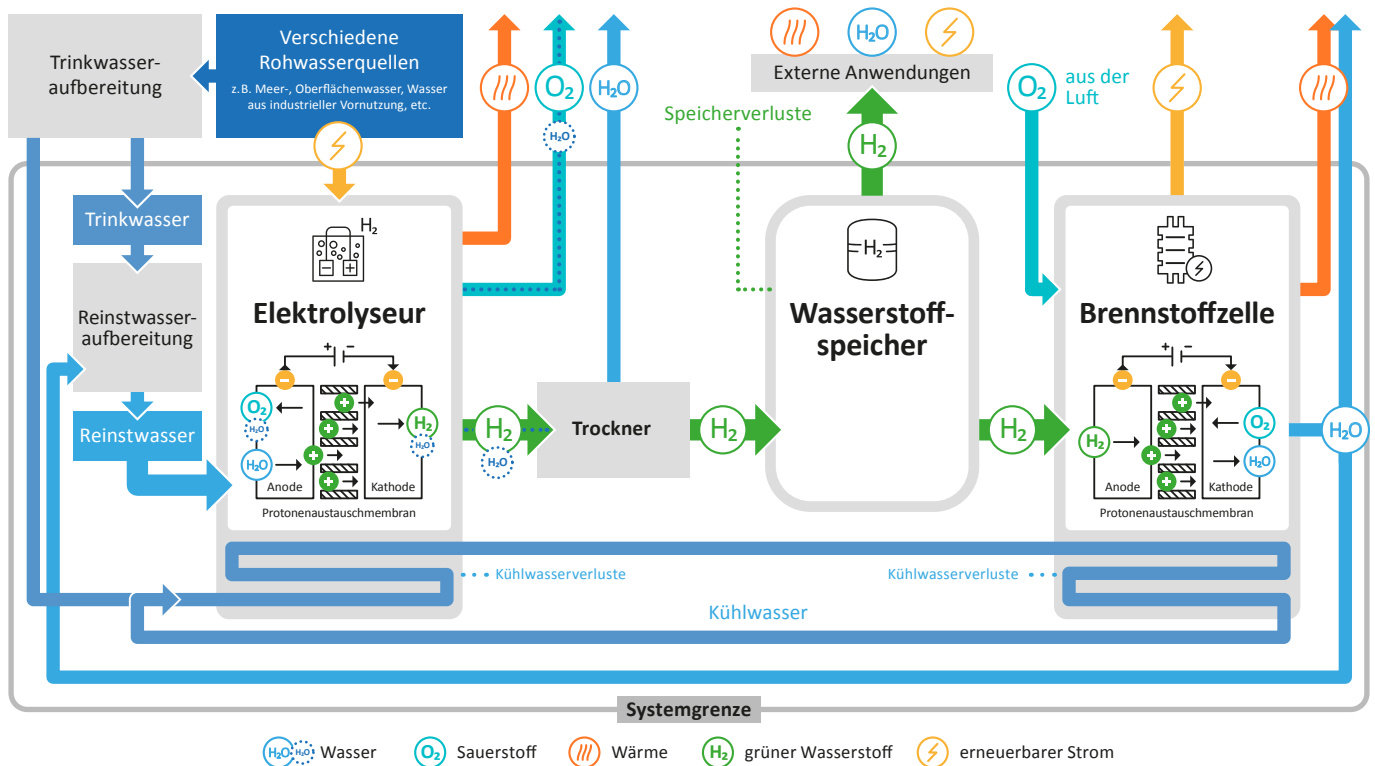 Trinkwasser-
aufbereitung
Verschiedene
Rohwasserquellen
z.B. Meer-, Oberflächenwasser, Wasser
aus industrieller Vornutzung, etc.
O₂
H₂O
H₂O
H₂O
Externe Anwendungen
O₂
aus der
Luft
Speicherverluste
H₂
Trinkwasser
Reinstwasser-
aufbereitung
Reinstwasser
H₂
Elektrolyseur
+ −
O₂
H₂O
H₂O
H₂
H₂O
Anode
Kathode
Protonenaustauschmembran
H₂
H₂O
Trockner
H₂
H₂
Wasserstoff-
speicher
H₂
Brennstoffzelle
+ −
H₂
O₂
H₂O
Anode
Kathode
Protonenaustauschmembran
H₂O
Kühlwasserverluste
Kühlwasserverluste
Kühlwasser
Systemgrenze
H₂O H₂O Wasser
O₂ Sauerstoff
Wärme
H₂ grüner Wasserstoff
erneuerbarer Strom